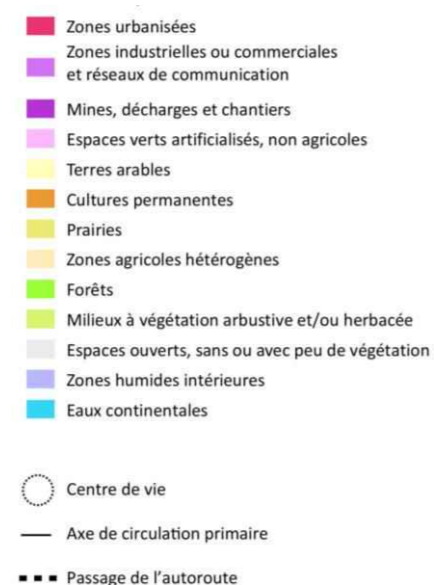 Zones urbanisées
Zones industrielles ou commerciales
et réseaux de communication
Mines, décharges et chantiers
Espaces verts artificialisés, non agricoles
Terres arables
Cultures permanentes
Prairies
Zones agricoles hétérogènes
Forêts
Milieux à végétation arbustive et/ou herbacée
Espaces ouverts, sans ou avec peu de végétation
Zones humides intérieures
Eaux continentales
Centre de vie
Axe de circulation primaire
Passage de l'autoroute